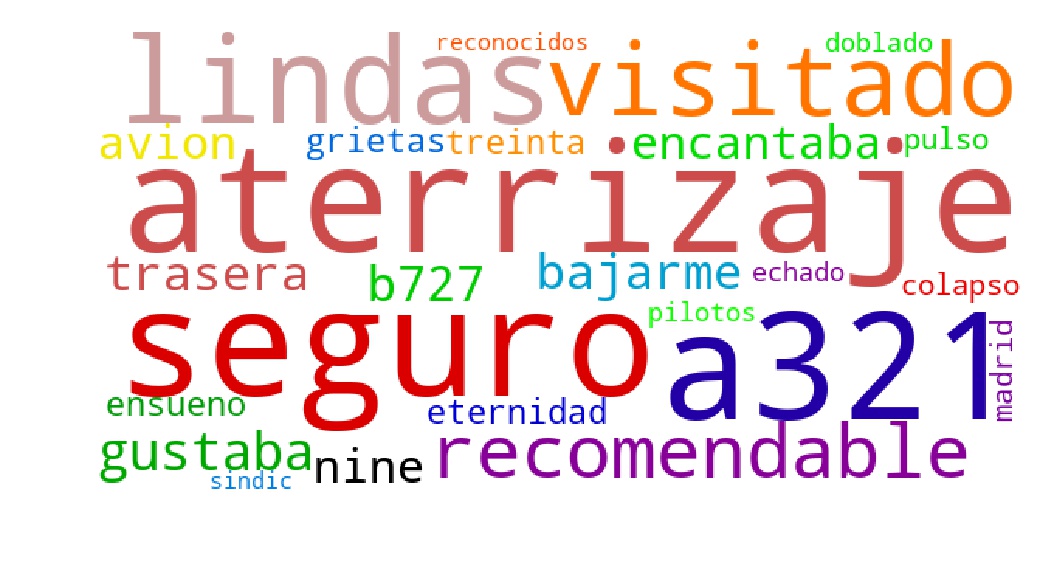 reconocidos doblado
lindas visitado
avion grietas treinta encantaba pulso
aterrizaje
trasera b727 bajarme echado colapso
seguro pilotos a321 madrid
ensueno eternidad
gustaba nine recomendable
sindic